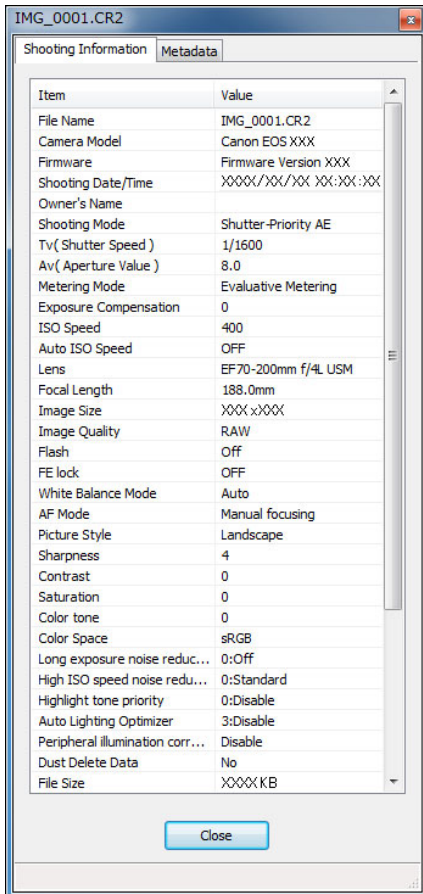 IMG_0001.CR2
Shooting Information Metadata
Item Value
File Name IMG_0001.CR2
Camera Model Canon EOS XXX
Firmware Firmware Version XXX
Shooting Date/Time XXXX/XX/XX XX:XX:XX
Owner's Name
Shooting Mode Shutter-Priority AE
Tv( Shutter Speed ) 1/1600
Av( Aperture Value ) 8.0
Metering Mode Evaluative Metering
Exposure Compensation 0
ISO Speed 400
Auto ISO Speed OFF
Lens EF70-200mm f/4L USM
Focal Length 188.0mm
Image Size XXX xXXX
Image Quality RAW
Flash Off
FE lock OFF
White Balance Mode Auto
AF Mode Manual focusing
Picture Style Landscape
Sharpness 4
Contrast 0
Saturation 0
Color tone 0
Color Space sRGB
Long exposure noise reduc... 0:Off
High ISO speed noise redu... 0:Standard
Highlight tone priority 0:Disable
Auto Lighting Optimizer 3:Disable
Peripheral illumination corr... Disable
Dust Delete Data No
File Size XXXXKB
Close